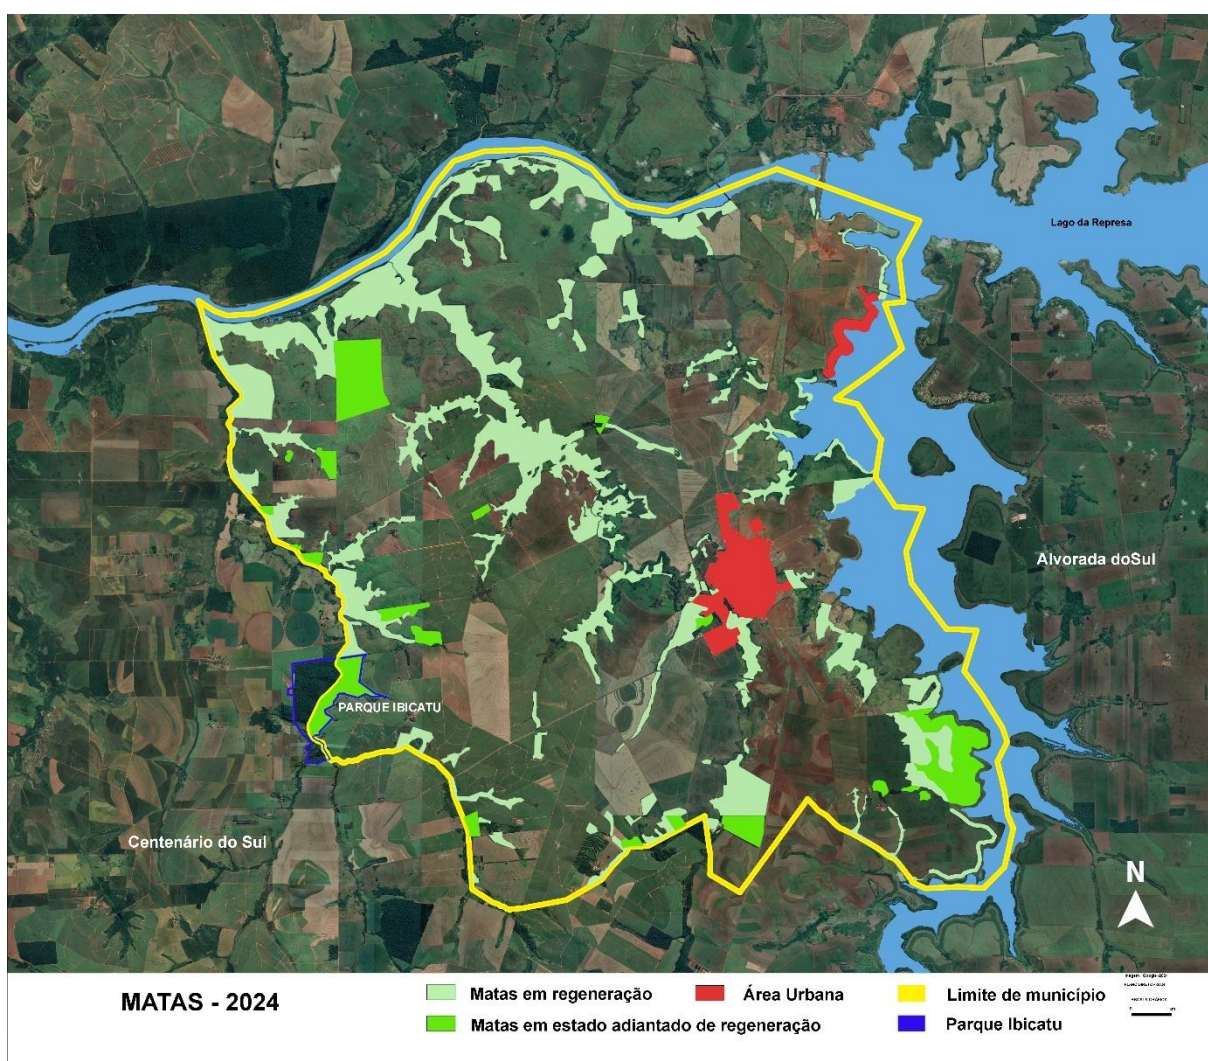 Lago da Represa
Alvorada doSul
PARQUE IBICATU
Centenário do Sul
N
MATAS - 2024
Matas em regeneração
Área Urbana
Limite de município
Matas em estado adiantado de regeneração
Parque Ibicatu